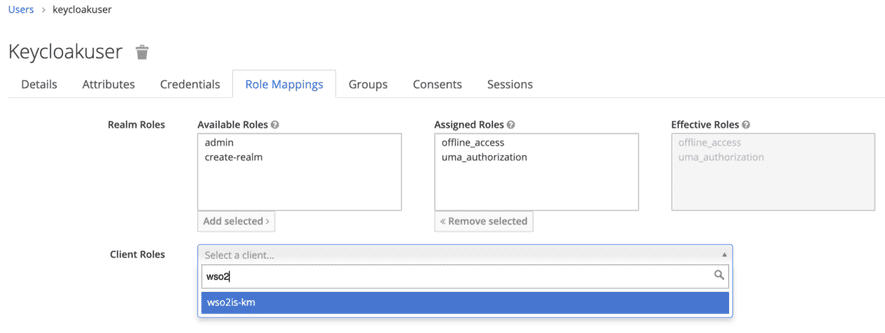 Users > keycloakuser
Keycloakuser
Details Attributes Credentials Role Mappings Groups Consents Sessions
Realm Roles Available Roles Assigned Roles Effective Roles
admin offline_access offline_access
create-realm uma_authorization uma_authorization
Add selected > « Remove selected
Client Roles Select a client...
wso2
wso2is-km